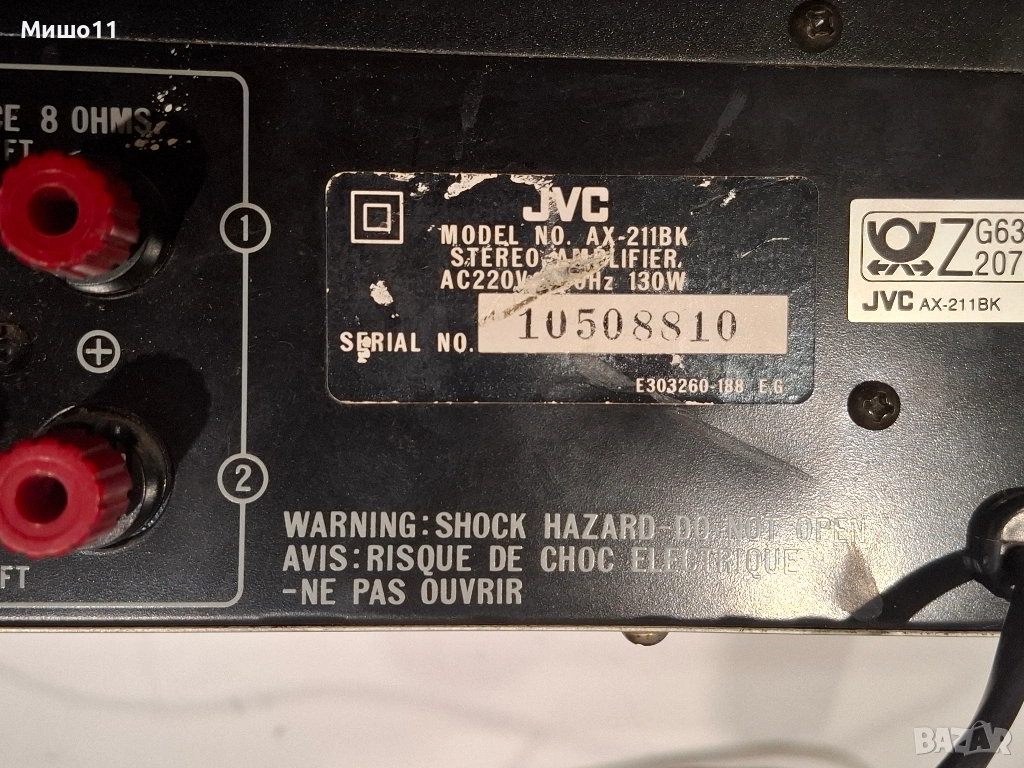 Мишо11
CE 8 OHMS
FT
1
2
FT
JVC
MODEL NO. AX-211BK
STEREO AMPLIFIER
AC220V 130W
SERIAL NO. 10508810
E303260-188 E.G
Z G63
207
JVC AX-211BK
WARNING:SHOCK HAZARD-DO NOT OPEN
AVIS:RISQUE DE CHOC ELECTRIQUE
-NE PAS OUVRIR
BAZAR